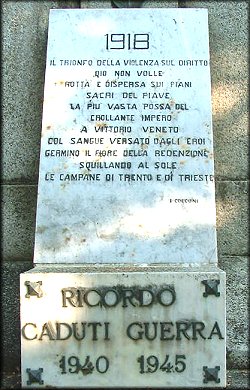 1918
IL TRIONFO DELLA VIOLENZA SUL DIRITTO
DIO NON VOLLE
ROTTA E DISPERSA SUI PIANI
SACRI DEL PIAVE
LA PIU VASTA POSSA DEL
CROLLANTE IMPERO
A VITTORIO VENETO
COL SANGUE VERSATO DAGLI EROI
GERMINO IL FIORE DELLA REDENZIONE
SQUILLANDO AL SOLE
LE CAMPANE DI TRENTO E DI TRIESTE
RICORDO
CADUTI GUERRA
1940 1945